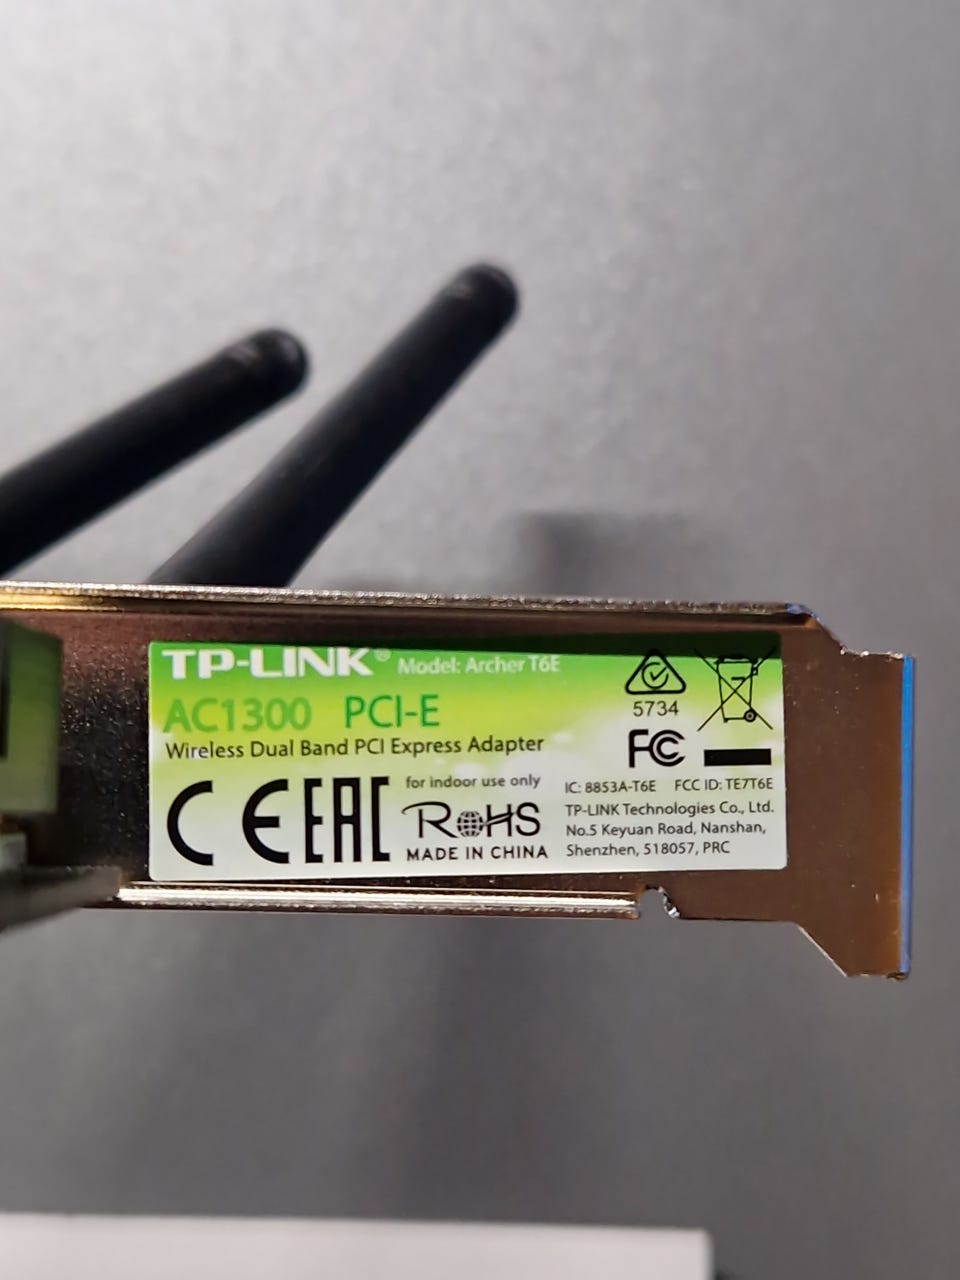 TP-LINK® Model: Archer T6E
AC1300 PCI-E
Wireless Dual Band PCI Express Adapter
5734
FC
CE EAC
for indoor use only
RoHS
MADE IN CHINA
IC: 8853A-T6E FCC ID: TE7T6E
TP-LINK Technologies Co., Ltd.
No.5 Keyuan Road, Nanshan,
Shenzhen, 518057, PRC